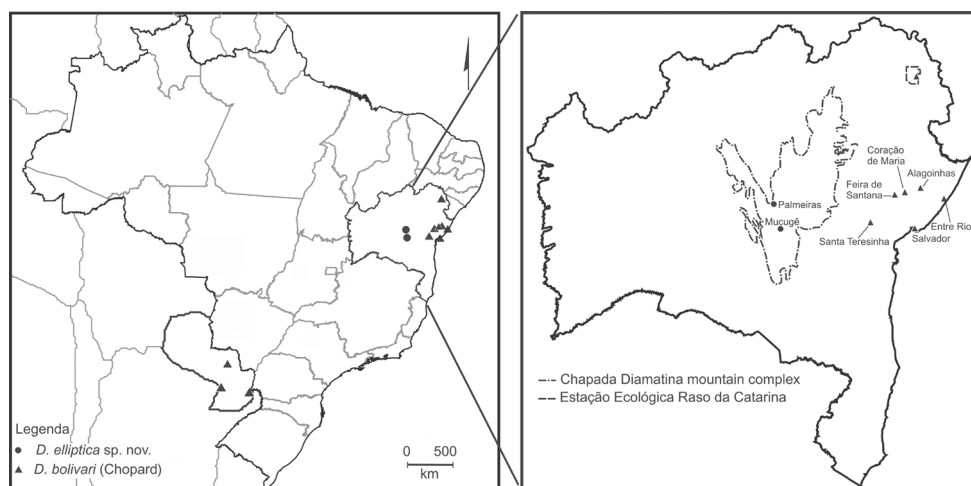 Legenda
D. elliptica sp. nov.
D. bolivari (Chopard)
0 500
km
Coração
de Maria
Alagoinhas
Feira de
Santana
Palmeiras
Mucugê
Entre Rio
Salvador
Santa Teresinha
Chapada Diamatina mountain complex
Estação Ecológica Raso da Catarina